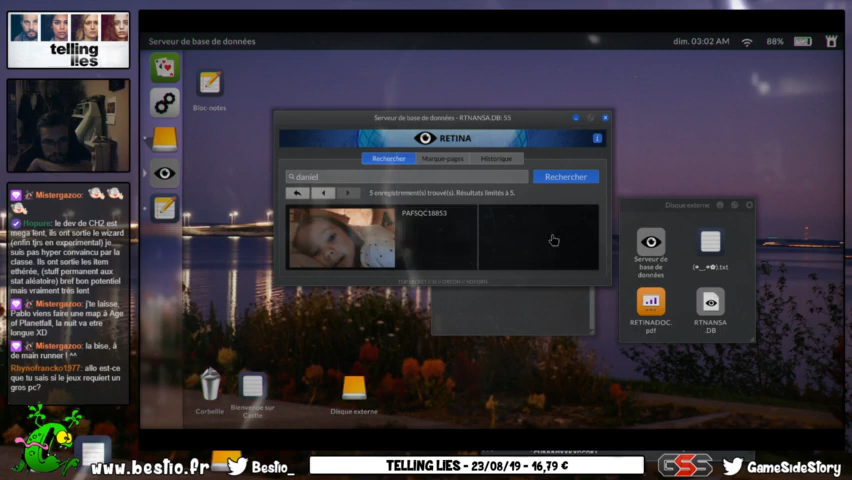 telling
lies
Mistergazoo:
Hopure: le dev de CH2 est
mega lent, ils ont sortie le wizard
(enfin tjrs en experimental) je
suis pas hyper convaincu par la
classe. Ils ont sorties les item
ethérée, (stuff permanent aux
stat aléatoire) bref bon potentiel
mais vraiment très lent
Mistergazoo: j'te laisse,
Pablo viens faire une map à Age
of Planetfall, la nuit va etre
longue XD
Mistergazoo: la bise, à
de main runner ! ^^
Rhynofrancko1977: allo est-ce
que tu sais si le jeux requiert un
gros pc?
Serveur de base de données
dim. 03:02 AM
88%
Bloc-notes
Serveur de base de données - RTNANSA.DB: 55
RETINA
Rechercher
Marque-pages
Historique
daniel
Rechercher
5 enregistrement(s) trouvé(s). Résultats limités à 5.
PAF5QC18853
Disque externe
Serveur de
base de
données
RETINADOC.
pdf
RTNANSA
.DB
Corbeille
Bienvenue sur
Castle
Disque externe
www.bestio.fr
Bestio_
TELLING LIES - 23/08/19 - 16,79 €
GSS
GameSideStory